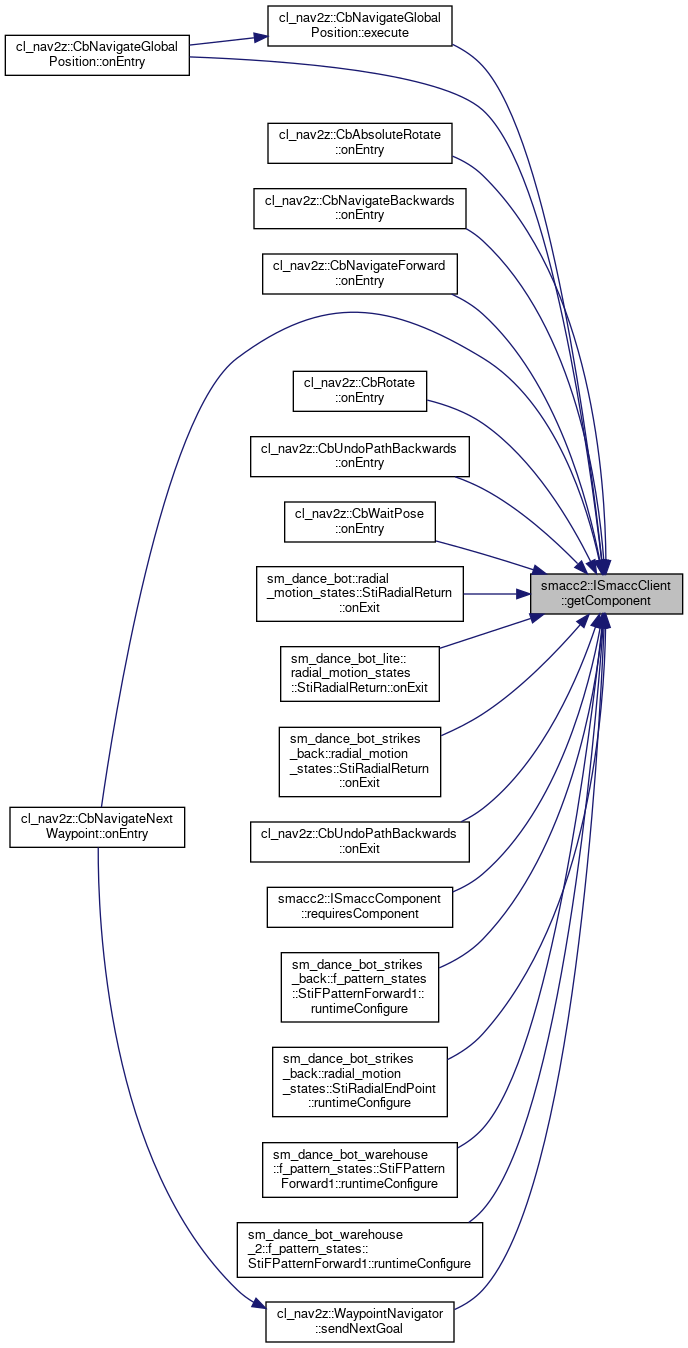 cl_nav2z::CbNavigateGlobal
Position::execute
cl_nav2z::CbNavigateGlobal
Position::onEntry
cl_nav2z::CbAbsoluteRotate
::onEntry
cl_nav2z::CbNavigateBackwards
::onEntry
cl_nav2z::CbNavigateForward
::onEntry
cl_nav2z::CbRotate
::onEntry
cl_nav2z::CbUndoPathBackwards
::onEntry
cl_nav2z::CbWaitPose
::onEntry
sm_dance_bot::radial
_motion_states::StiRadialReturn
::onExit
smacc2::ISmaccClient
::getComponent
sm_dance_bot_lite::
radial_motion_states
::StiRadialReturn::onExit
sm_dance_bot_strikes
_back::radial_motion
_states::StiRadialReturn
::onExit
cl_nav2z::CbNavigateNext
Waypoint::onEntry
cl_nav2z::CbUndoPathBackwards
::onExit
smacc2::ISmaccComponent
::requiresComponent
sm_dance_bot_strikes
_back::f_pattern_states
::StiFPatternForward1::
runtimeConfigure
sm_dance_bot_strikes
_back::radial_motion
_states::StiRadialEndPoint
::runtimeConfigure
sm_dance_bot_warehouse
::f_pattern_states::StiFPattern
Forward1::runtimeConfigure
sm_dance_bot_warehouse
_2::f_pattern_states::
StiFPatternForward1::runtimeConfigure
cl_nav2z::WaypointNavigator
::sendNextGoal